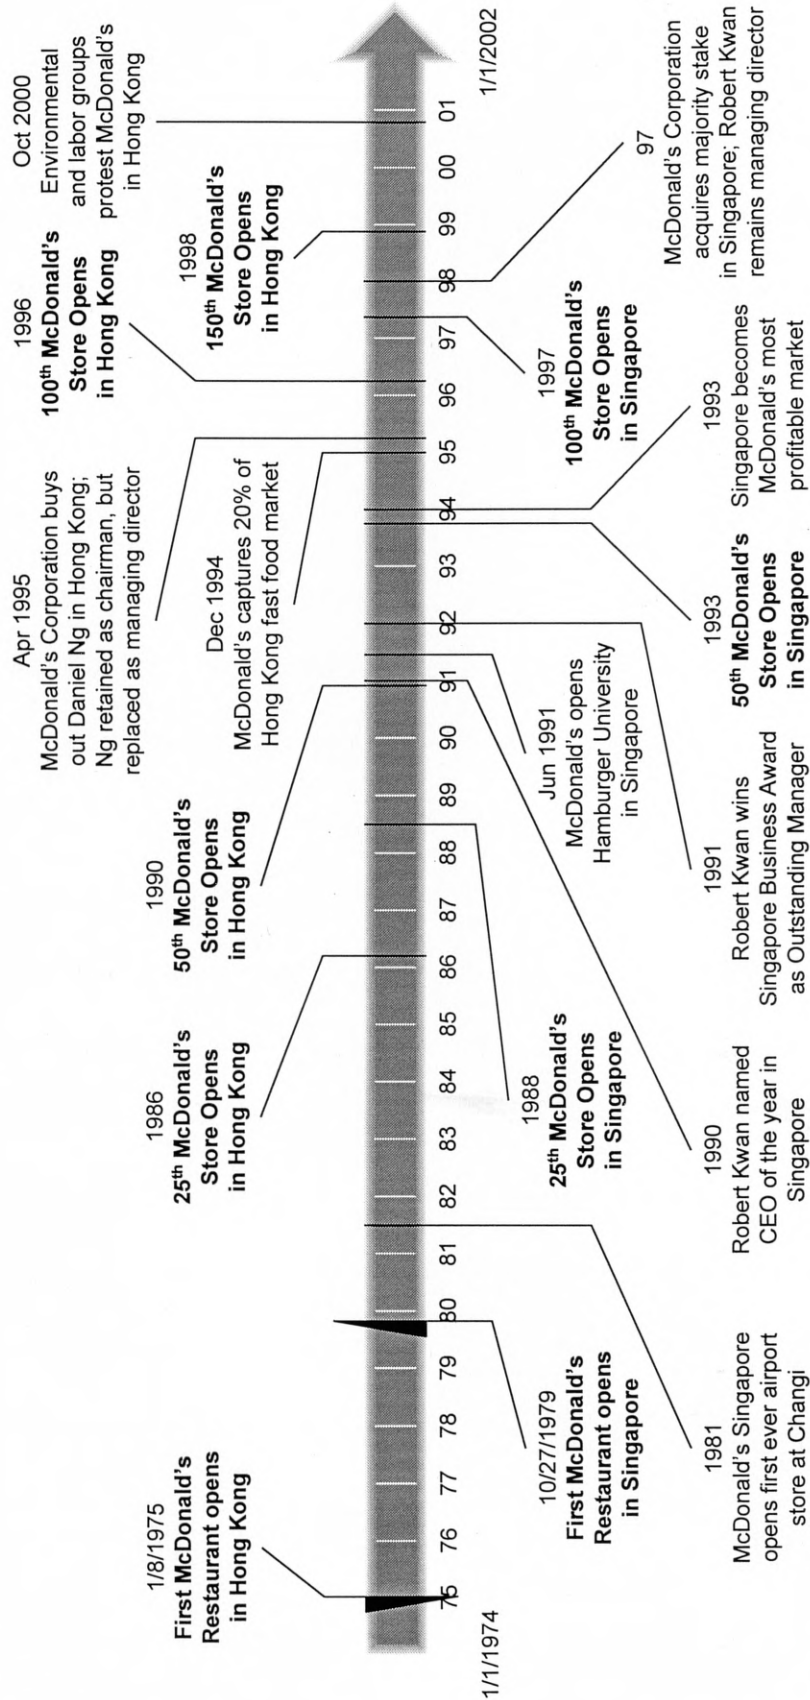 1/8/1975
First McDonald's
Restaurant opens
in Hong Kong
1986
25th McDonald's
Store Opens
in Hong Kong
1990
50th McDonald's
Store Opens
in Hong Kong
Apr 1995
McDonald's Corporation buys
out Daniel Ng in Hong Kong;
Ng retained as chairman, but
replaced as managing director
Dec 1994
McDonald's captures 20% of
Hong Kong fast food market
1996
100th McDonald's
Store Opens
in Hong Kong
1998
150th McDonald's
Store Opens
in Hong Kong
Oct 2000
Environmental
and labor groups
protest McDonald's
in Hong Kong
1/1/1974
75 76 77 78 79 80 81 82 83 84 85 86 87 88 89 90 91 92 93 94 95 96 97 98 99 00 01
1/1/2002
10/27/1979
First McDonald's
Restaurant opens
in Singapore
1981
McDonald's Singapore
opens first ever airport
store at Changi
1988
25th McDonald's
Store Opens
in Singapore
1990
Robert Kwan named
CEO of the year in
Singapore
Jun 1991
McDonald's opens
Hamburger University
in Singapore
1991
Robert Kwan wins
Singapore Business Award
as Outstanding Manager
1993
50th McDonald's
Store Opens
in Singapore
1993
Singapore becomes
McDonald's most
profitable market
1997
100th McDonald's
Store Opens
in Singapore
97
McDonald's Corporation
acquires majority stake
in Singapore; Robert Kwan
remains managing director